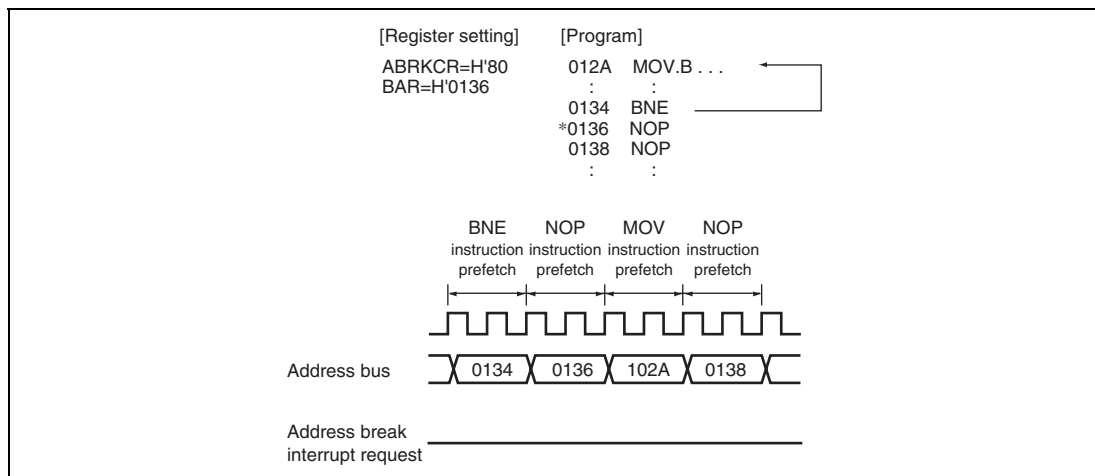 [Register setting] [Program]
ABRKCR=H'80 012A MOV.B . . .
BAR=H'0136 : :
0134 BNE
*0136 NOP
0138 NOP
: :
BNE NOP MOV NOP
instruction instruction instruction instruction
prefetch prefetch prefetch prefetch
Address bus 0134 0136 102A 0138
Address break
interrupt request